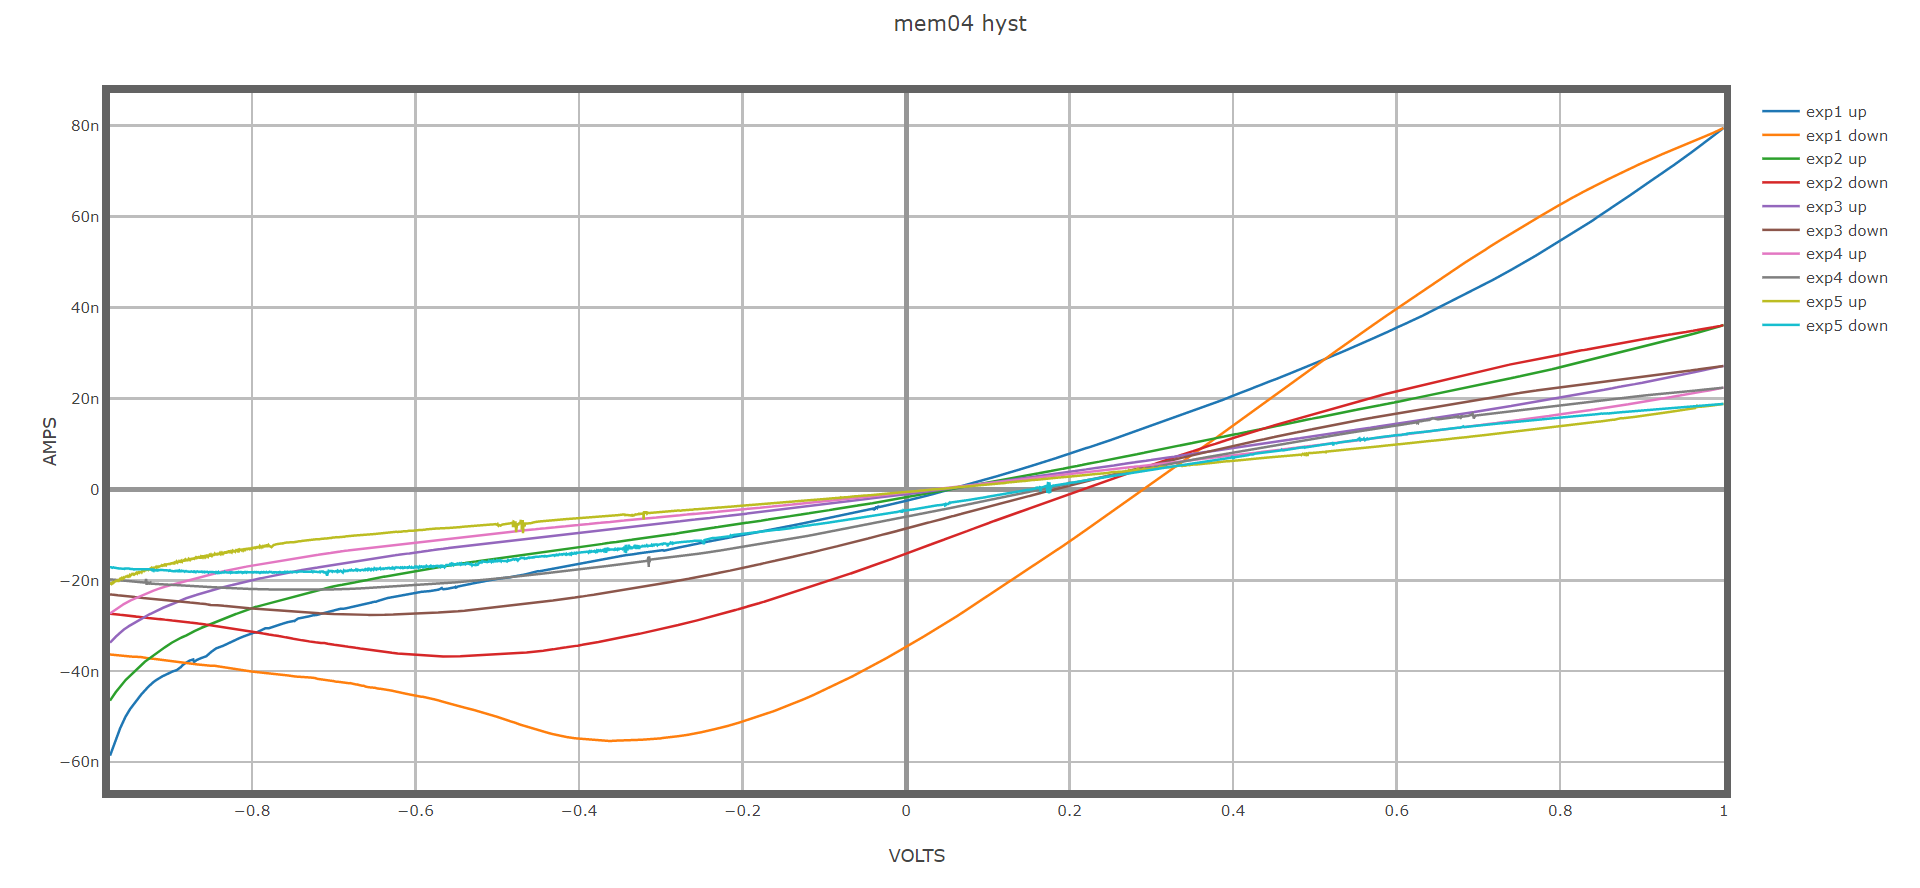 mem04 hyst
80n
60n
40n
20n
0
−20n
−40n
−60n
AMPS
−0.8
−0.6
−0.4
−0.2
0
0.2
0.4
0.6
0.8
1
VOLTS
exp1 up
exp1 down
exp2 up
exp2 down
exp3 up
exp3 down
exp4 up
exp4 down
exp5 up
exp5 down